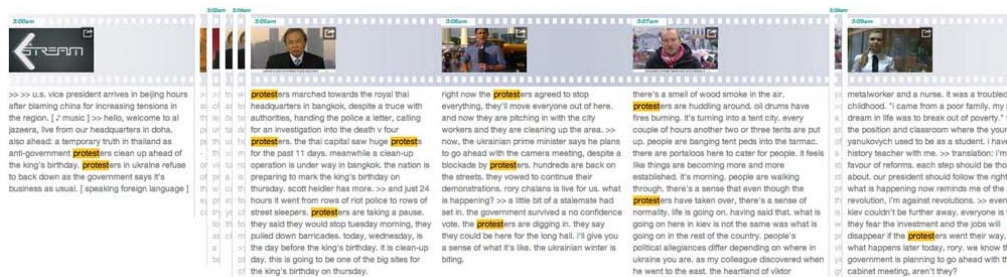 3:00am
STREAM
>> >> u.s. vice president arrives in beijing hours
after blaming china for increasing tensions in
the region. [ ♪ music ] >> hello, welcome to al
jazeera, live from our headquarters in doha.
also ahead: a temporary truth in thailand as
anti-government protesters clean up ahead of
the king's birthday. protesters in ukraine refuse
to back down as the government says it's
business as usual. [ speaking foreign language ]
3:05am
protesters marched towards the royal thai
headquarters in bangkok, despite a truce with
authorities, handing the police a letter, calling
for an investigation into the death v four
protesters. the thai capital saw huge protests
for the past 11 days. meanwhile a clean-up
operation is under way in bangkok, the nation is
preparing to mark the king's birthday on
thursday. scott heidler has more. >> and just 24
hours it went from rows of riot police to rows of
street sleepers. protesters are taking a pause.
they said they would stop tuesday morning, they
pulled down barricades. today, wednesday, is
the day before the king's birthday. it is clean-up
day. this is going to be one of the big sites for
the king's birthday on thursday.
3:06am
right now the protesters agreed to stop
everything, they'll move everyone out of here.
and now they are pitching in with the city
workers and they are cleaning up the area. >>
now, the ukrainian prime minister says he plans
to go ahead with the camera meeting, despite a
blockade by protesters. hundreds are back on
the streets. they vowed to continue their
demonstrations. rory chalans is live for us. what
is happening? >> a little bit of a stalemate had
set in. the government survived a no confidence
vote. the protesters are digging in. they say
they could be here for the long hall. i'll give you
a sense of what it's like. the ukrainian winter is
biting.
3:07am
there's a smell of wood smoke in the air.
protesters are huddling around. oil drums have
fires burning. it's turning into a tent city. every
couple of hours another two or three tents are put
up. people are banging tent peds into the tarmac.
there are portaloos here to cater for people. it feels
like things are becoming more and more
established. it's morning. people are walking
through. there's a sense that even though the
protesters have taken over, there's a sense of
normality. life is going on. having said that. what is
going on here in kiev is not the same was what is
going on in the rest of the country. people's
political allegiances differ depending on where in
ukraine you are. as my colleague discovered when
he went to the east. the heartland of viktor
3:09am
metalworker and a nurse. it was a troubled
childhood. "i came from a poor family. my
dream in life was to break out of poverty."
the position and classroom where the
yanukovych used to be as a student. i have
history teacher with me. >> translation: i'm
favour of reforms. each step should be
about. our president should follow the right
what is happening now reminds me of the
revolution, i'm against revolutions. >>
kiev couldn't be further away. everyone is
they fear the investment and the jobs will
disappear if the protesters went their way.
what happens later today, rory. we know the
government is planning to go ahead with
cabinet meeting, aren't they?